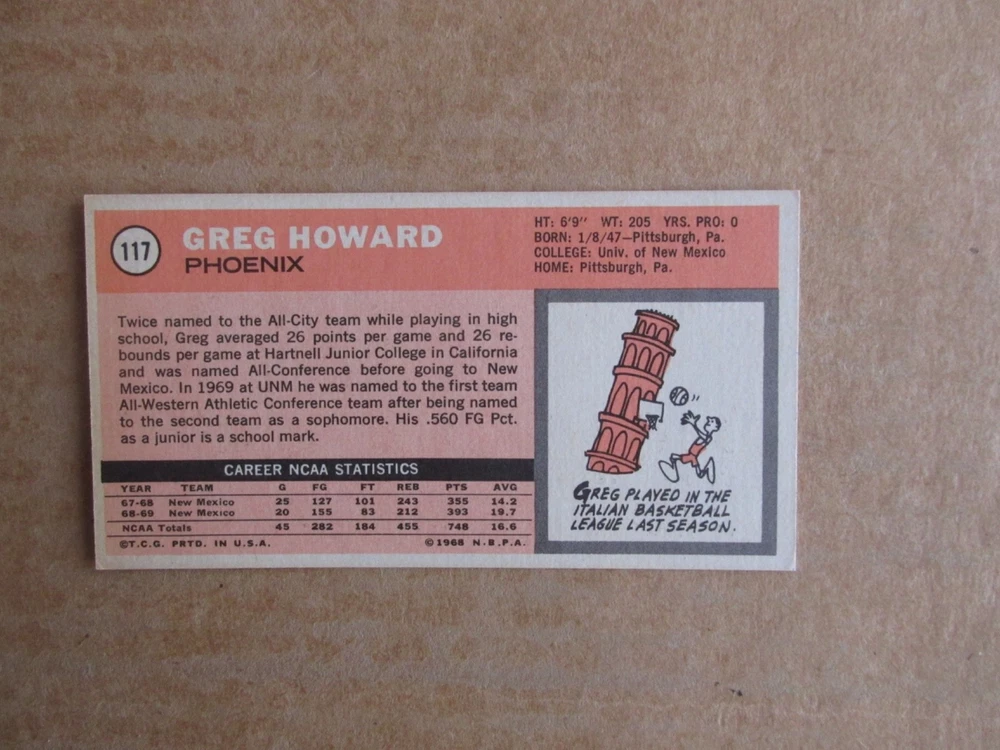 117
GREG HOWARD
PHOENIX
HT: 6'9" WT: 205 YRS. PRO: 0
BORN: 1/8/47—Pittsburgh, Pa.
COLLEGE: Univ. of New Mexico
HOME: Pittsburgh, Pa.
Twice named to the All-City team while playing in high
school, Greg averaged 26 points per game and 26 re-
bounds per game at Hartnell Junior College in California
and was named All-Conference before going to New
Mexico. In 1969 at UNM he was named to the first team
All-Western Athletic Conference team after being named
to the second team as a sophomore. His .560 FG Pct.
as a junior is a school mark.
CAREER NCAA STATISTICS
YEAR TEAM G FG FT REB PTS AVG
67-68 New Mexico 25 127 101 243 355 14.2
68-69 New Mexico 20 155 83 212 393 19.7
NCAA Totals 45 282 184 455 748 16.6
©T.C.G. PRTD. IN U.S.A. ©1968 N.B.P.A.
GREG PLAYED IN THE
ITALIAN BASKETBALL
LEAGUE LAST SEASON.